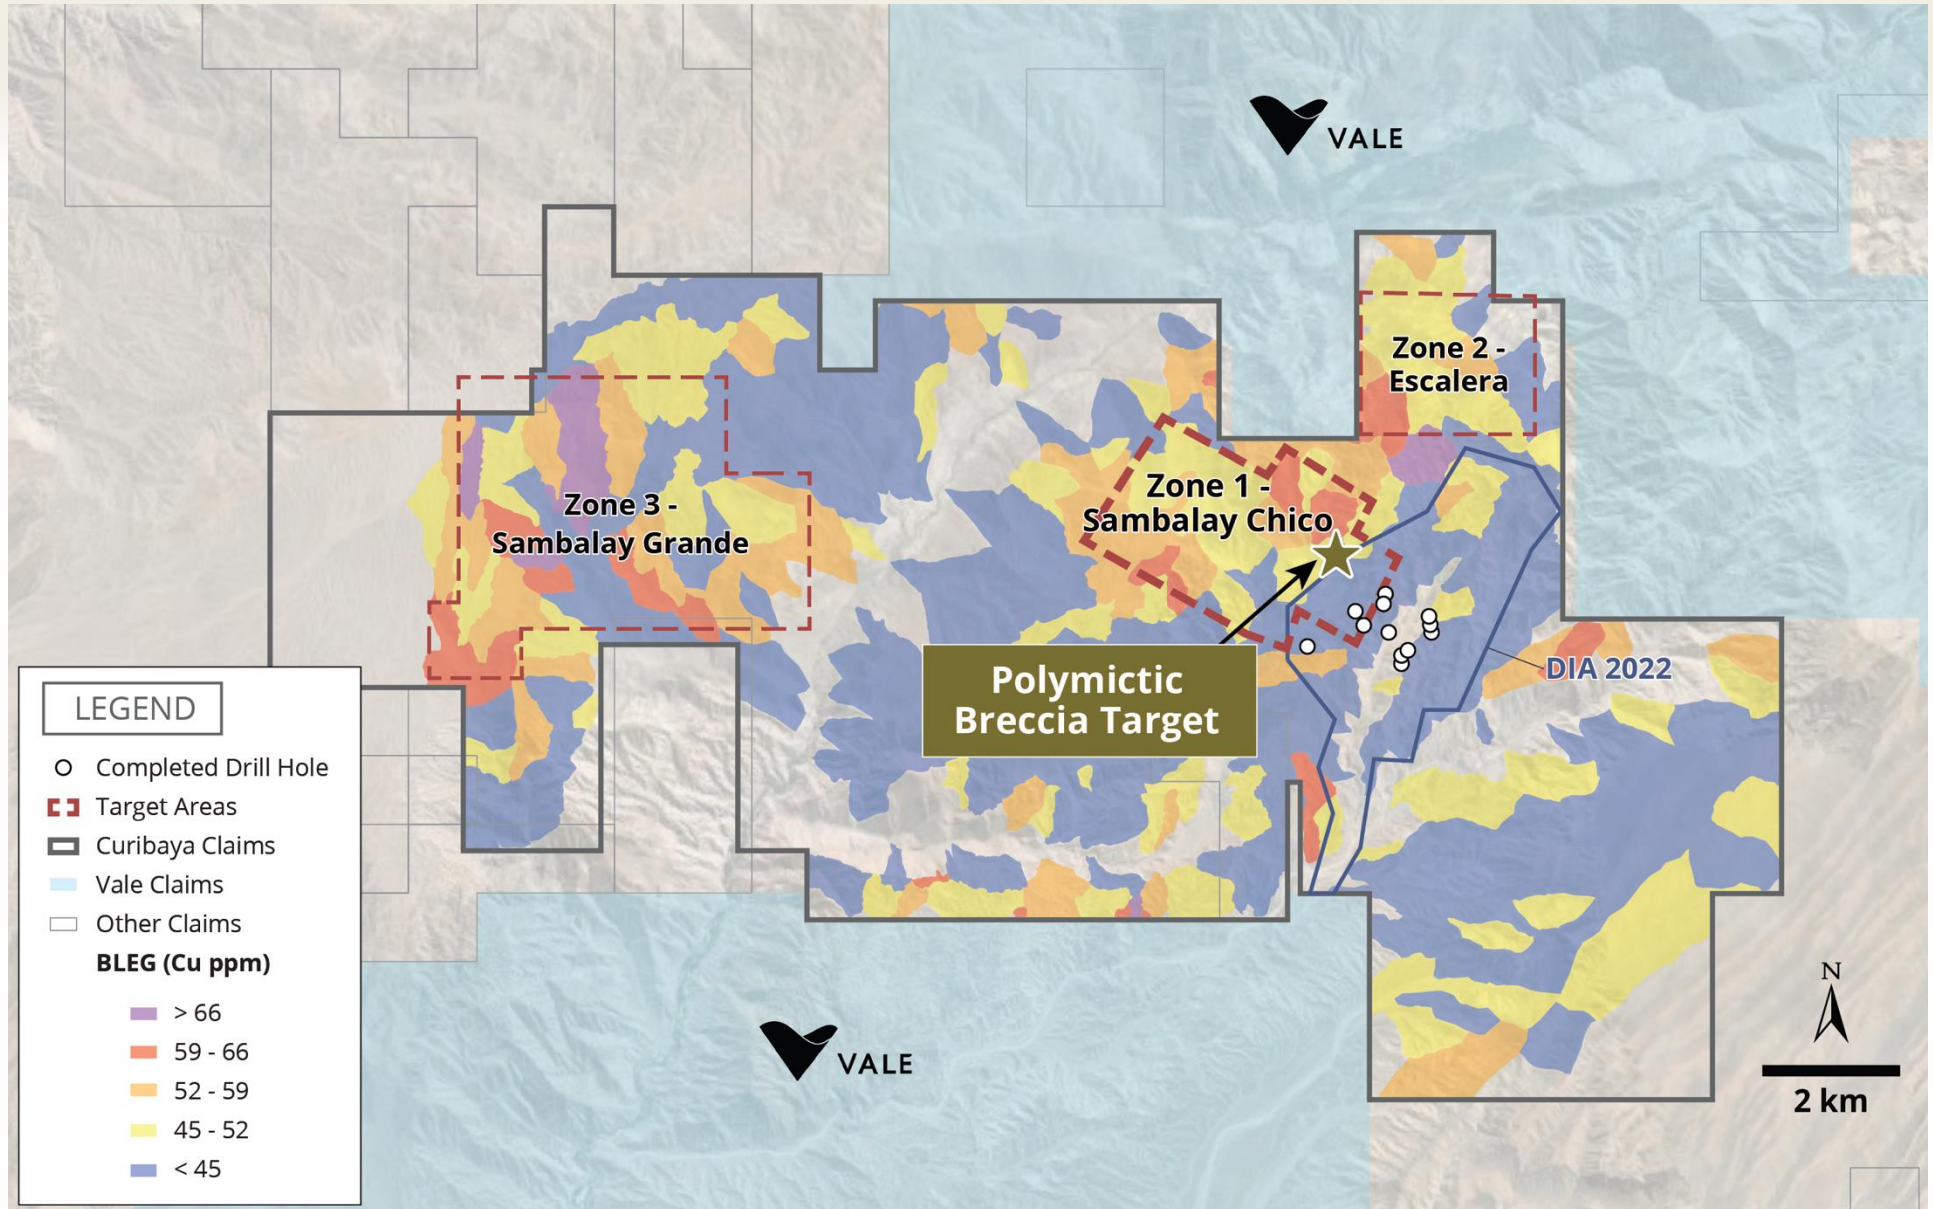 VALE
Zone 2 -
Escalera
Zone 1 -
Sambalay Chico
Zone 3 -
Sambalay Grande
Polymictic
Breccia Target
DIA 2022
LEGEND
Completed Drill Hole
Target Areas
Curibaya Claims
Vale Claims
Other Claims
BLEG (Cu ppm)
> 66
59 - 66
52 - 59
45 - 52
< 45
VALE
N
2 km